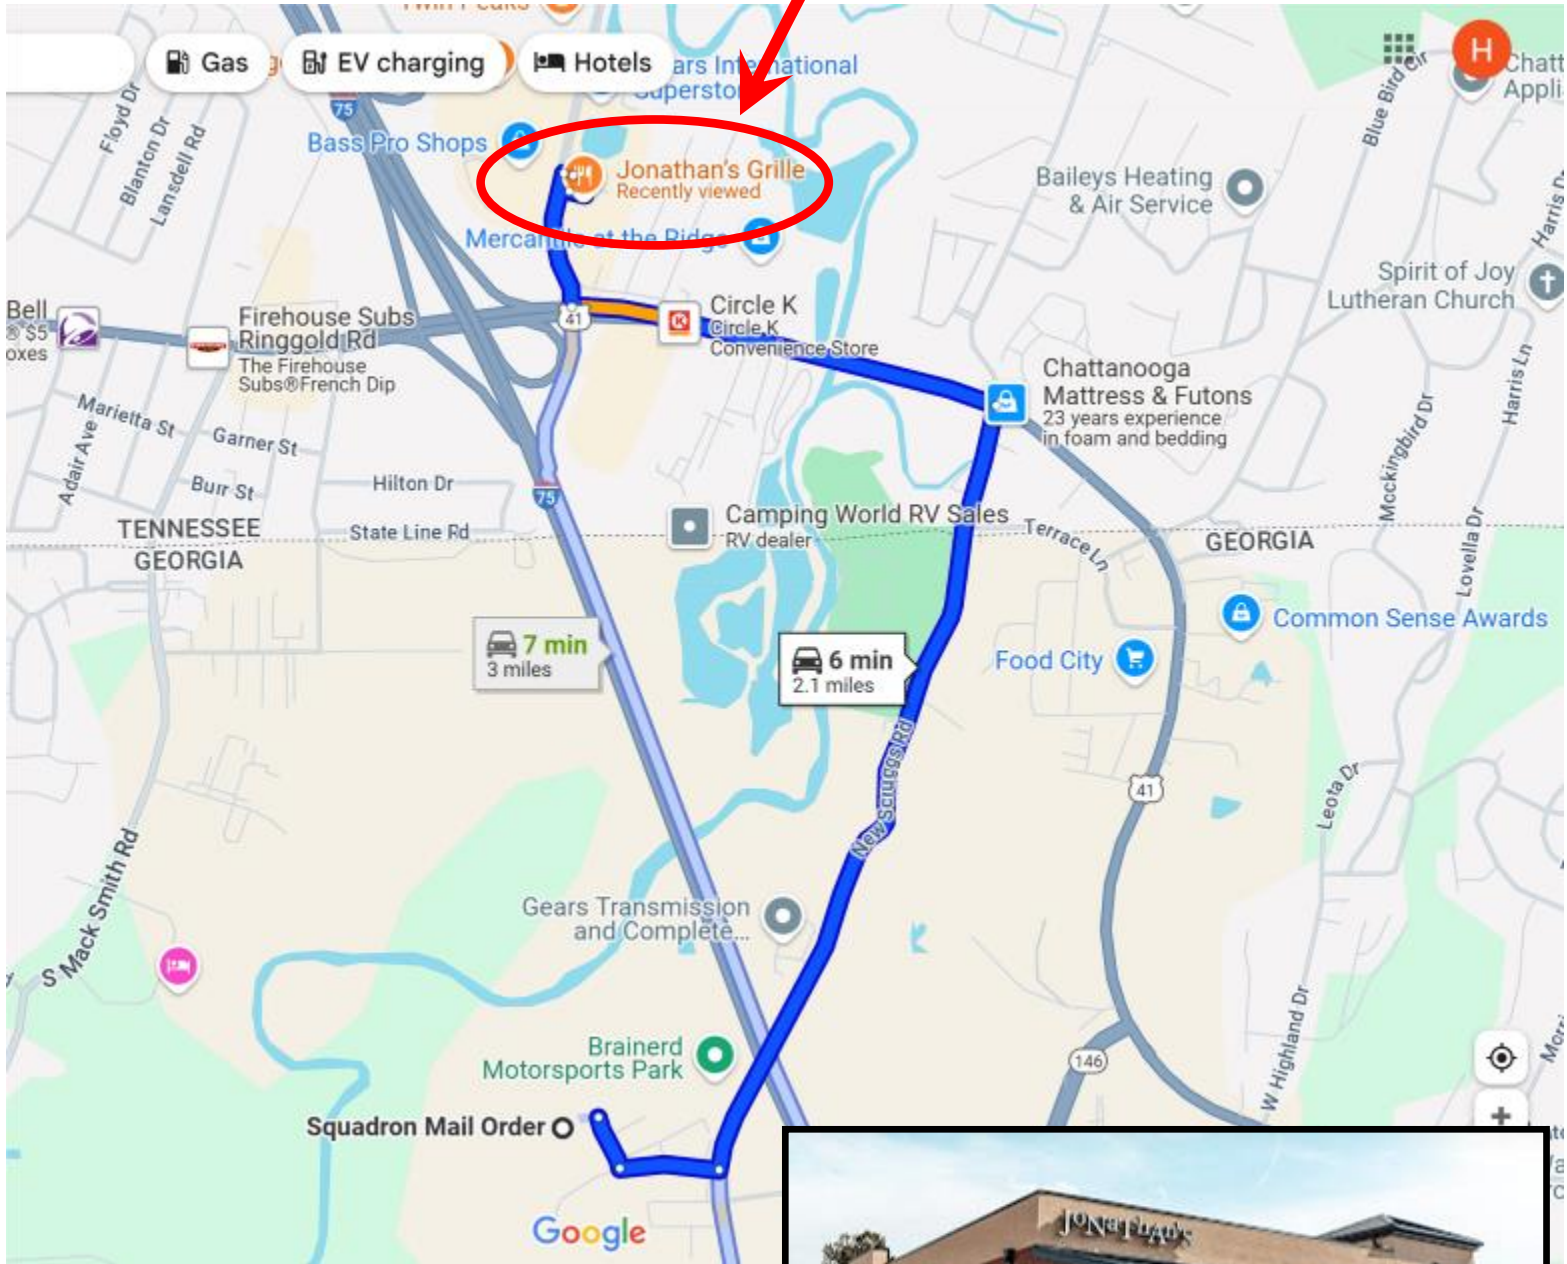 Twin Peaks
Gas
EV charging
Hotels
International
Superstore
75
Floyd Dr
Blanton Dr
Lansdell Rd
Bass Pro Shops
Jonathan's Grille
Recently viewed
Mercantile at the Ridge
H
Blue Bird Cir
Baileys Heating
& Air Service
Spirit of Joy
Lutheran Church
Bell
$5
oxes
Firehouse Subs
Ringgold Rd
The Firehouse
Subs®French Dip
41
Circle K
Circle K
Convenience Store
Chattanooga
Mattress & Futons
23 years experience
in foam and bedding
Harris Ln
Mockingbird Dr
Marietta St
Garner St
Adair Ave
Burr St
Hilton Dr
75
State Line Rd
TENNESSEE
GEORGIA
Camping World RV Sales
RV dealer
Terrace Ln
GEORGIA
Lovella Dr
7 min
3 miles
6 min
2.1 miles
Common Sense Awards
Food City
New Scruggs Rd
41
Leota Dr
S Mack Smith Rd
Gears Transmission
and Complete...
Brainerd
Motorsports Park
146
W Highland Dr
Squadron Mail Order
Google
JoNaThAn's